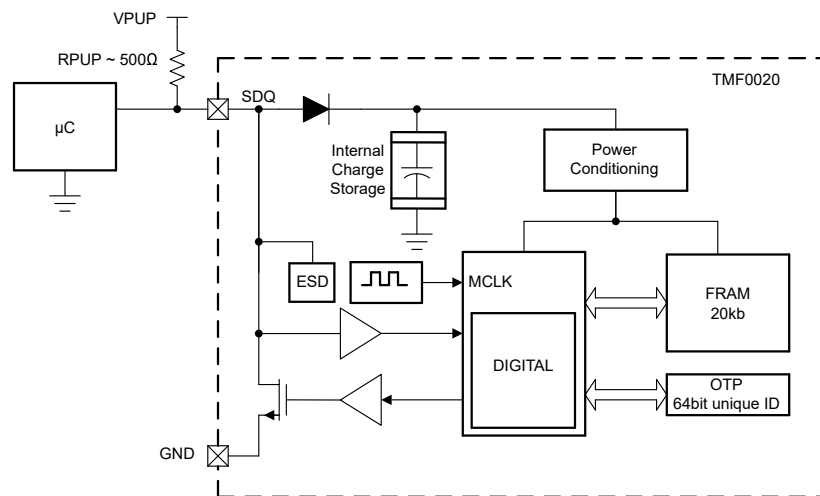 VPUP
RPUP ~ 500Ω
TMF0020
SDQ
µC
Internal
Charge
Storage
Power
Conditioning
ESD
MCLK
FRAM
20kb
DIGITAL
OTP
64bit unique ID
GND